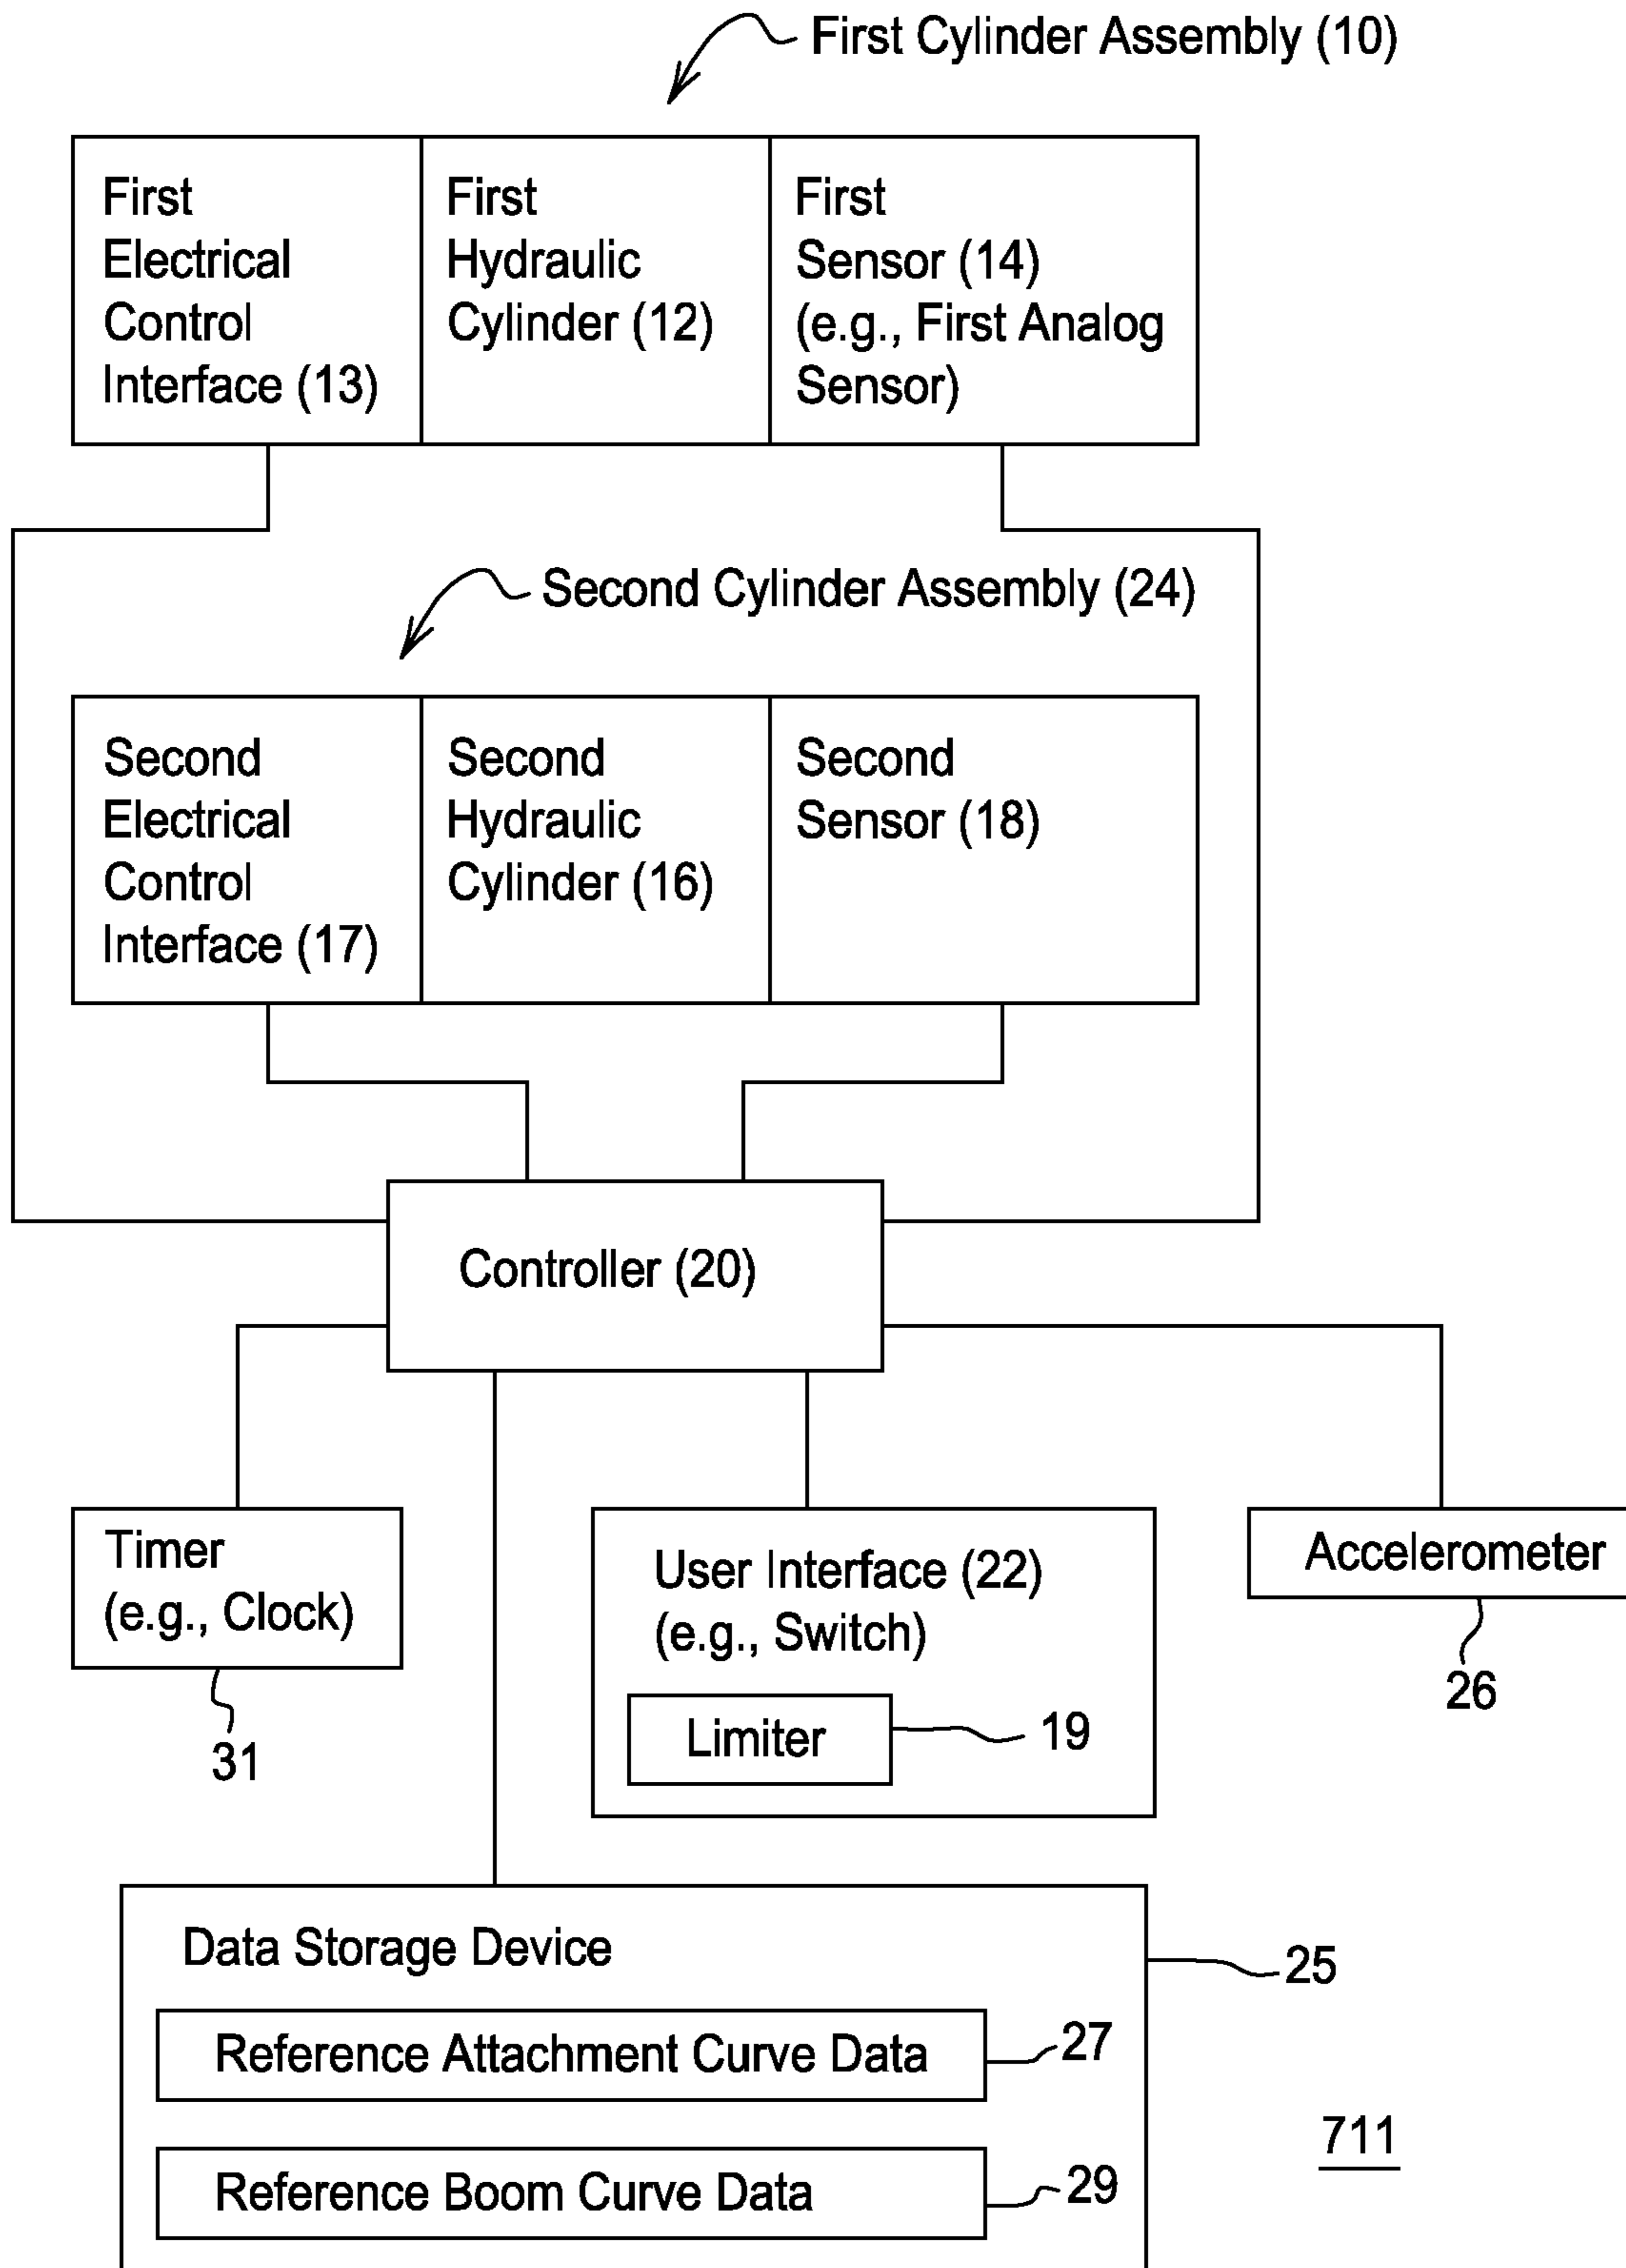 First Cylinder Assembly (10)
First
Electrical
Control
Interface (13)
First
Hydraulic
Cylinder (12)
First
Sensor (14)
(e.g., First Analog
Sensor)
Second Cylinder Assembly (24)
Second
Electrical
Control
Interface (17)
Second
Hydraulic
Cylinder (16)
Second
Sensor (18)
Controller (20)
Timer
(e.g., Clock)
31
User Interface (22)
(e.g., Switch)
Limiter
19
Accelerometer
26
Data Storage Device
25
Reference Attachment Curve Data
27
Reference Boom Curve Data
29
711